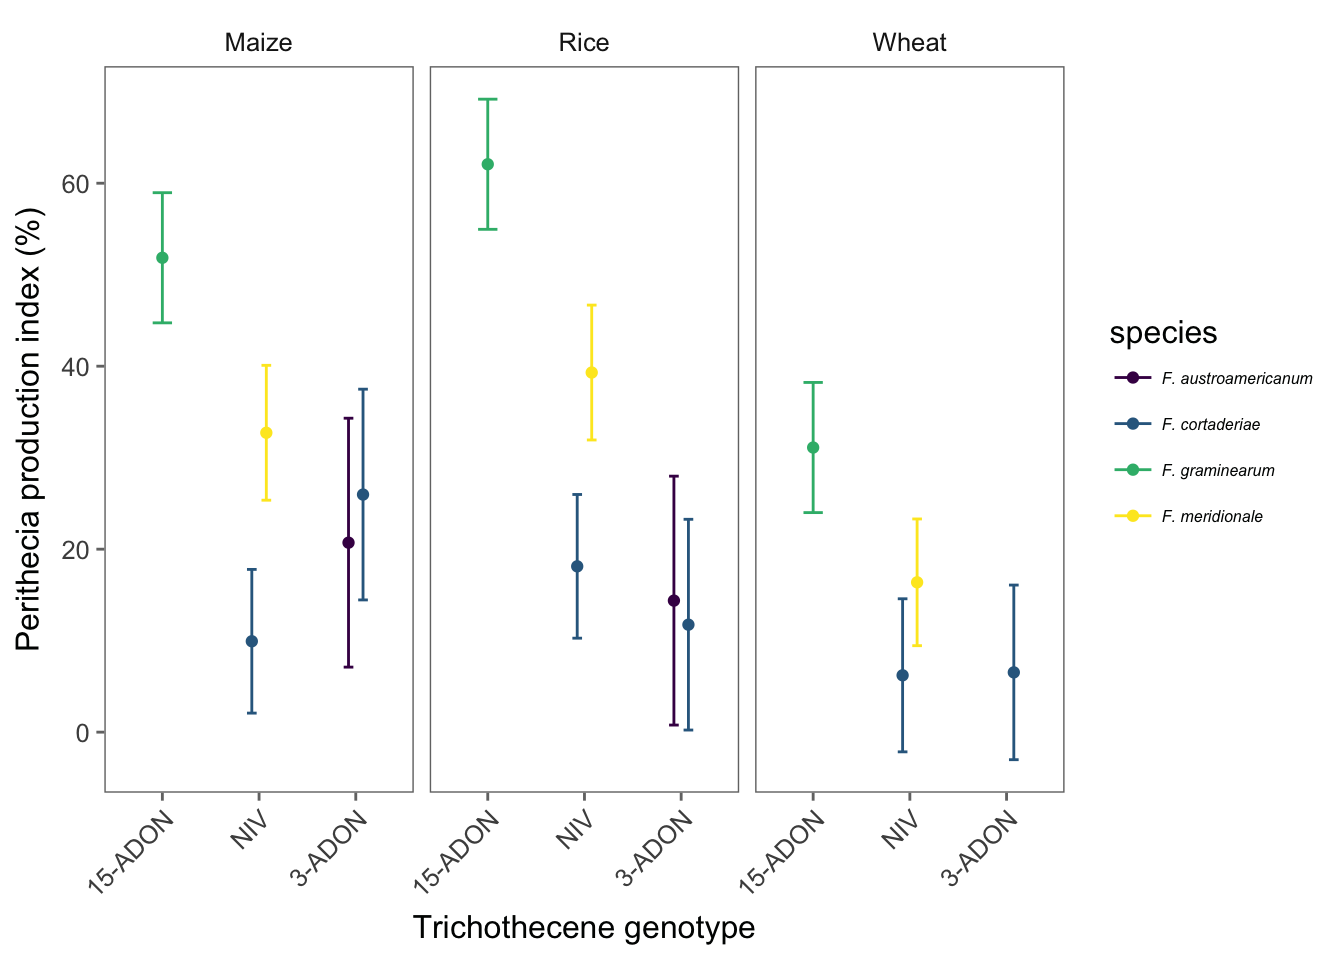 Maize
Rice
Wheat
Perithecia production index (%)
60
40
20
0
15-ADON
NIV
3-ADON
15-ADON
NIV
3-ADON
15-ADON
NIV
3-ADON
Trichothecene genotype
species
F. austroamericanum
F. cortaderiae
F. graminearum
F. meridionale